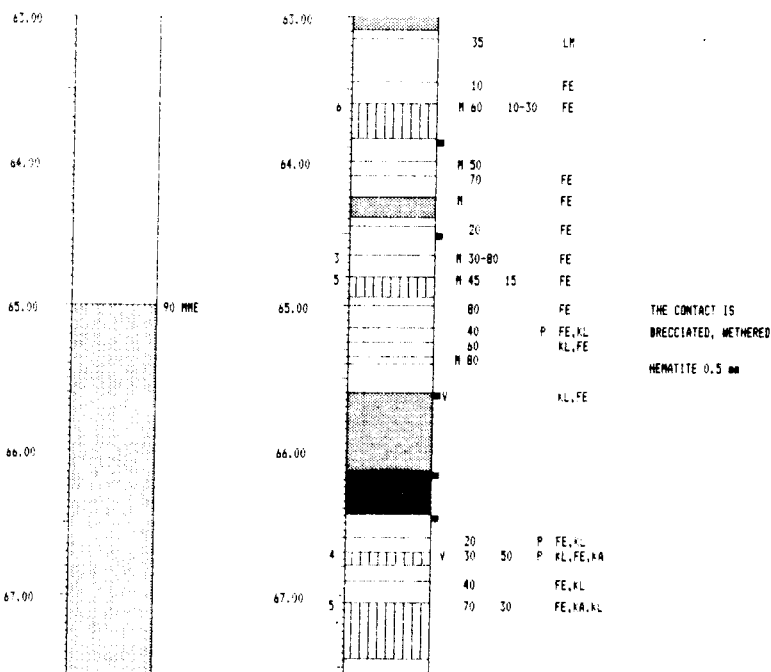 63.00 63.00
35 LM
10 FE
6 M 60 10-30 FE
64.00 64.00 M 50
70 FE
M FE
20 FE
3 M 30-80 FE
5 M 45 15 FE
65.00 90 MME 65.00 80 FE THE CONTACT IS
40 P FE,KL BRECCIATED, WETHERED
60 KL,FE
M 80 HEMATITE 0.5 mm
V KL,FE
66.00 66.00
20 P FE,KL
4 V 30 50 P KL,FE,KA
40 FE,KL
67.00 67.00
5 70 30 FE,KA,KL